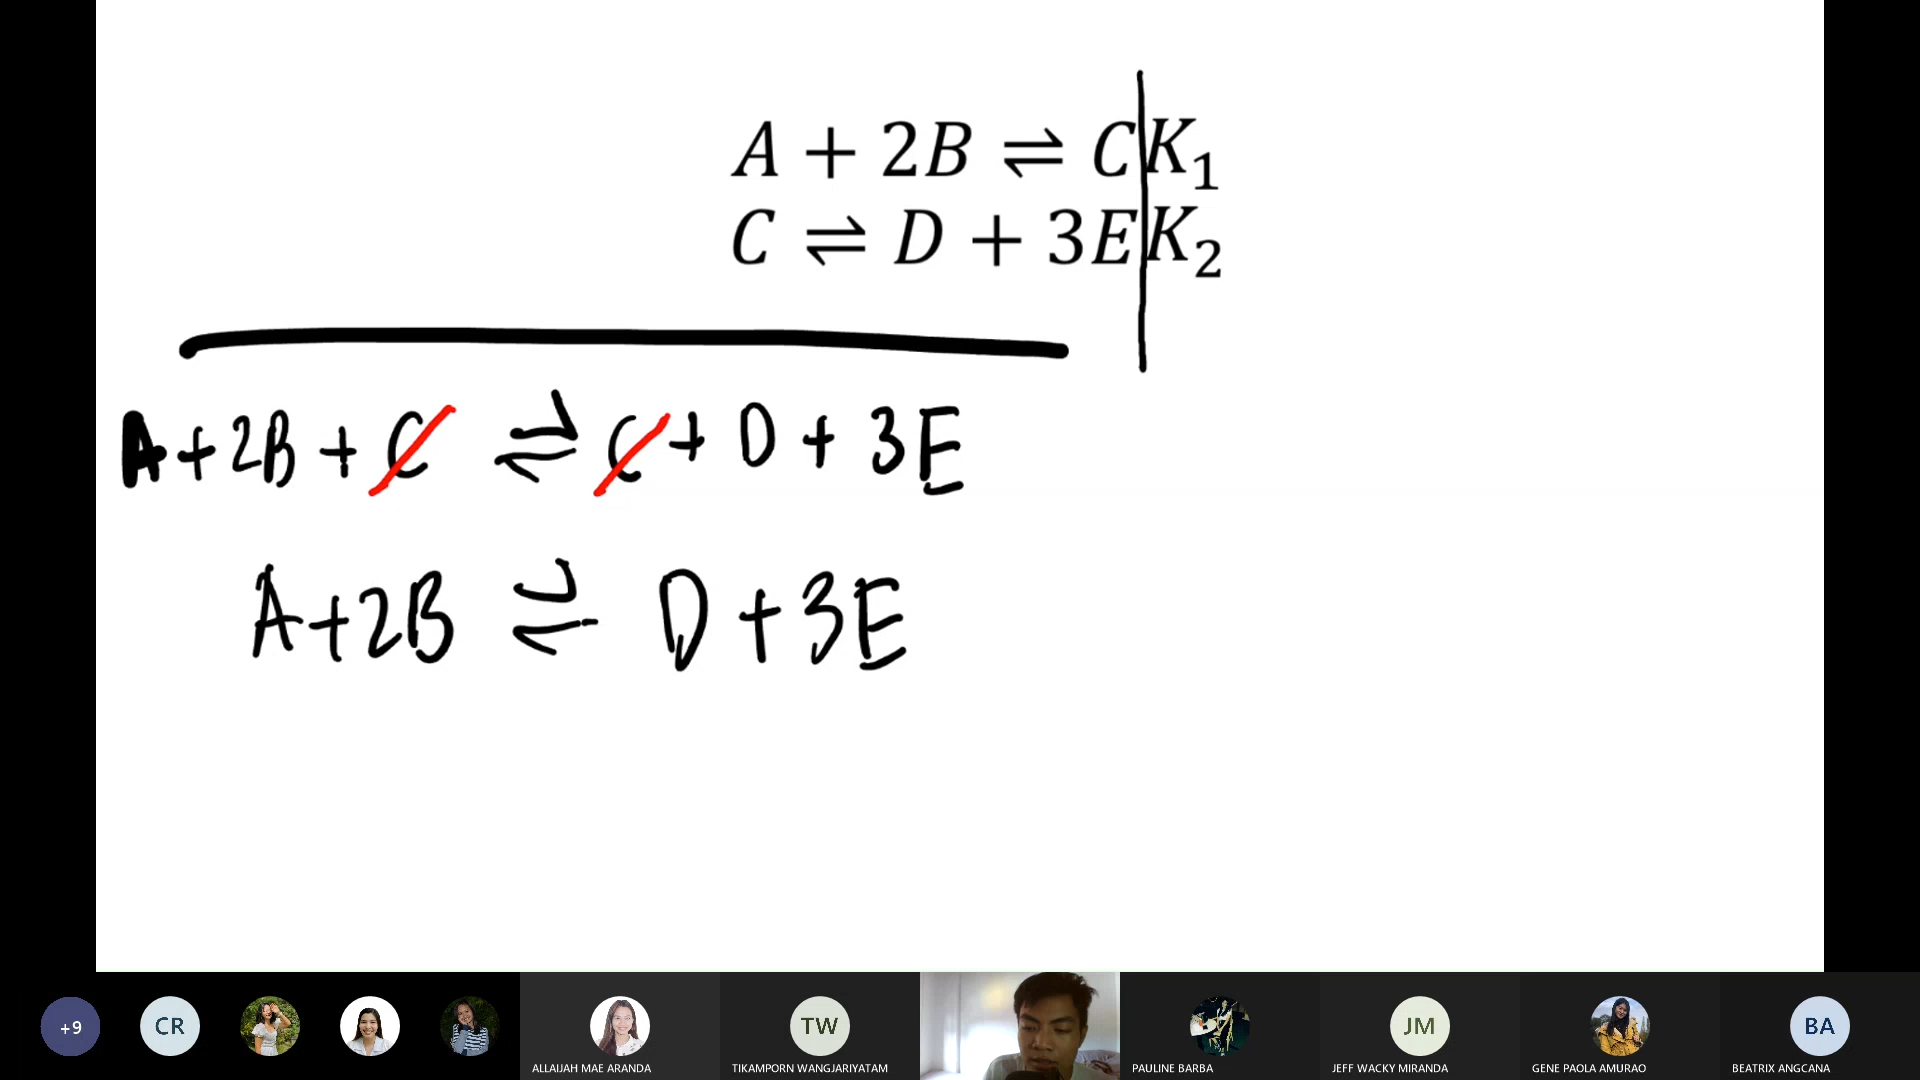 A + 2B ⇌ C K₁
C ⇌ D + 3E K₂
A + 2B + C ⇌ C + D + 3E
A + 2B ⇌ D + 3E
+9
CR
TW
JM
BA
ALLAIJAH MAE ARANDA
TIKAMPORN WANGJARIYATAM
PAULINE BARBA
JEFF WACKY MIRANDA
GENE PAOLA AMURAO
BEATRIX ANGCANA